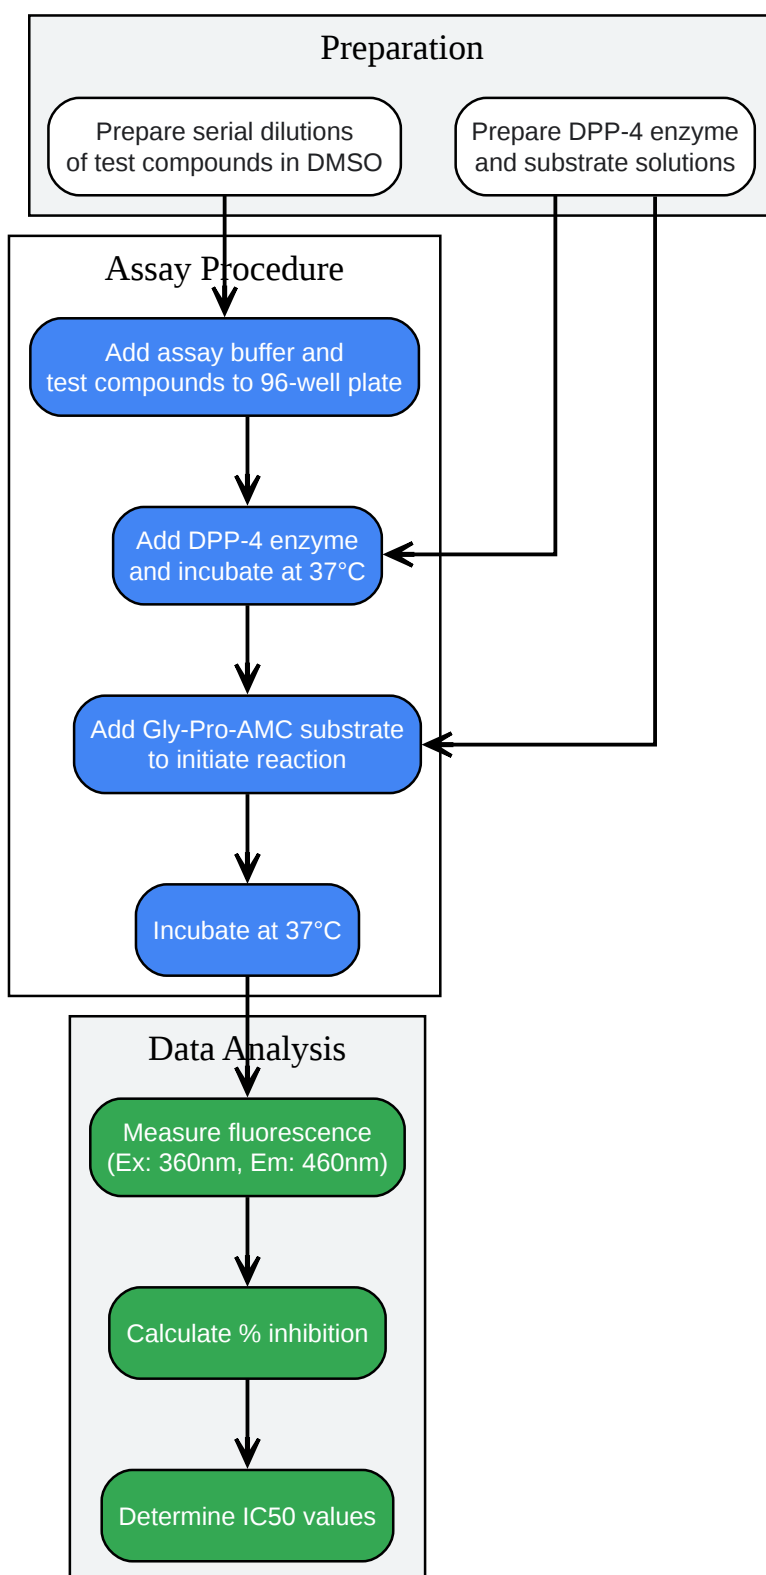 Preparation
Prepare serial dilutions
of test compounds in DMSO
Prepare DPP-4 enzyme
and substrate solutions
Assay Procedure
Add assay buffer and
test compounds to 96-well plate
Add DPP-4 enzyme
and incubate at 37°C
Add Gly-Pro-AMC substrate
to initiate reaction
Incubate at 37°C
Data Analysis
Measure fluorescence
(Ex: 360nm, Em: 460nm)
Calculate % inhibition
Determine IC50 values